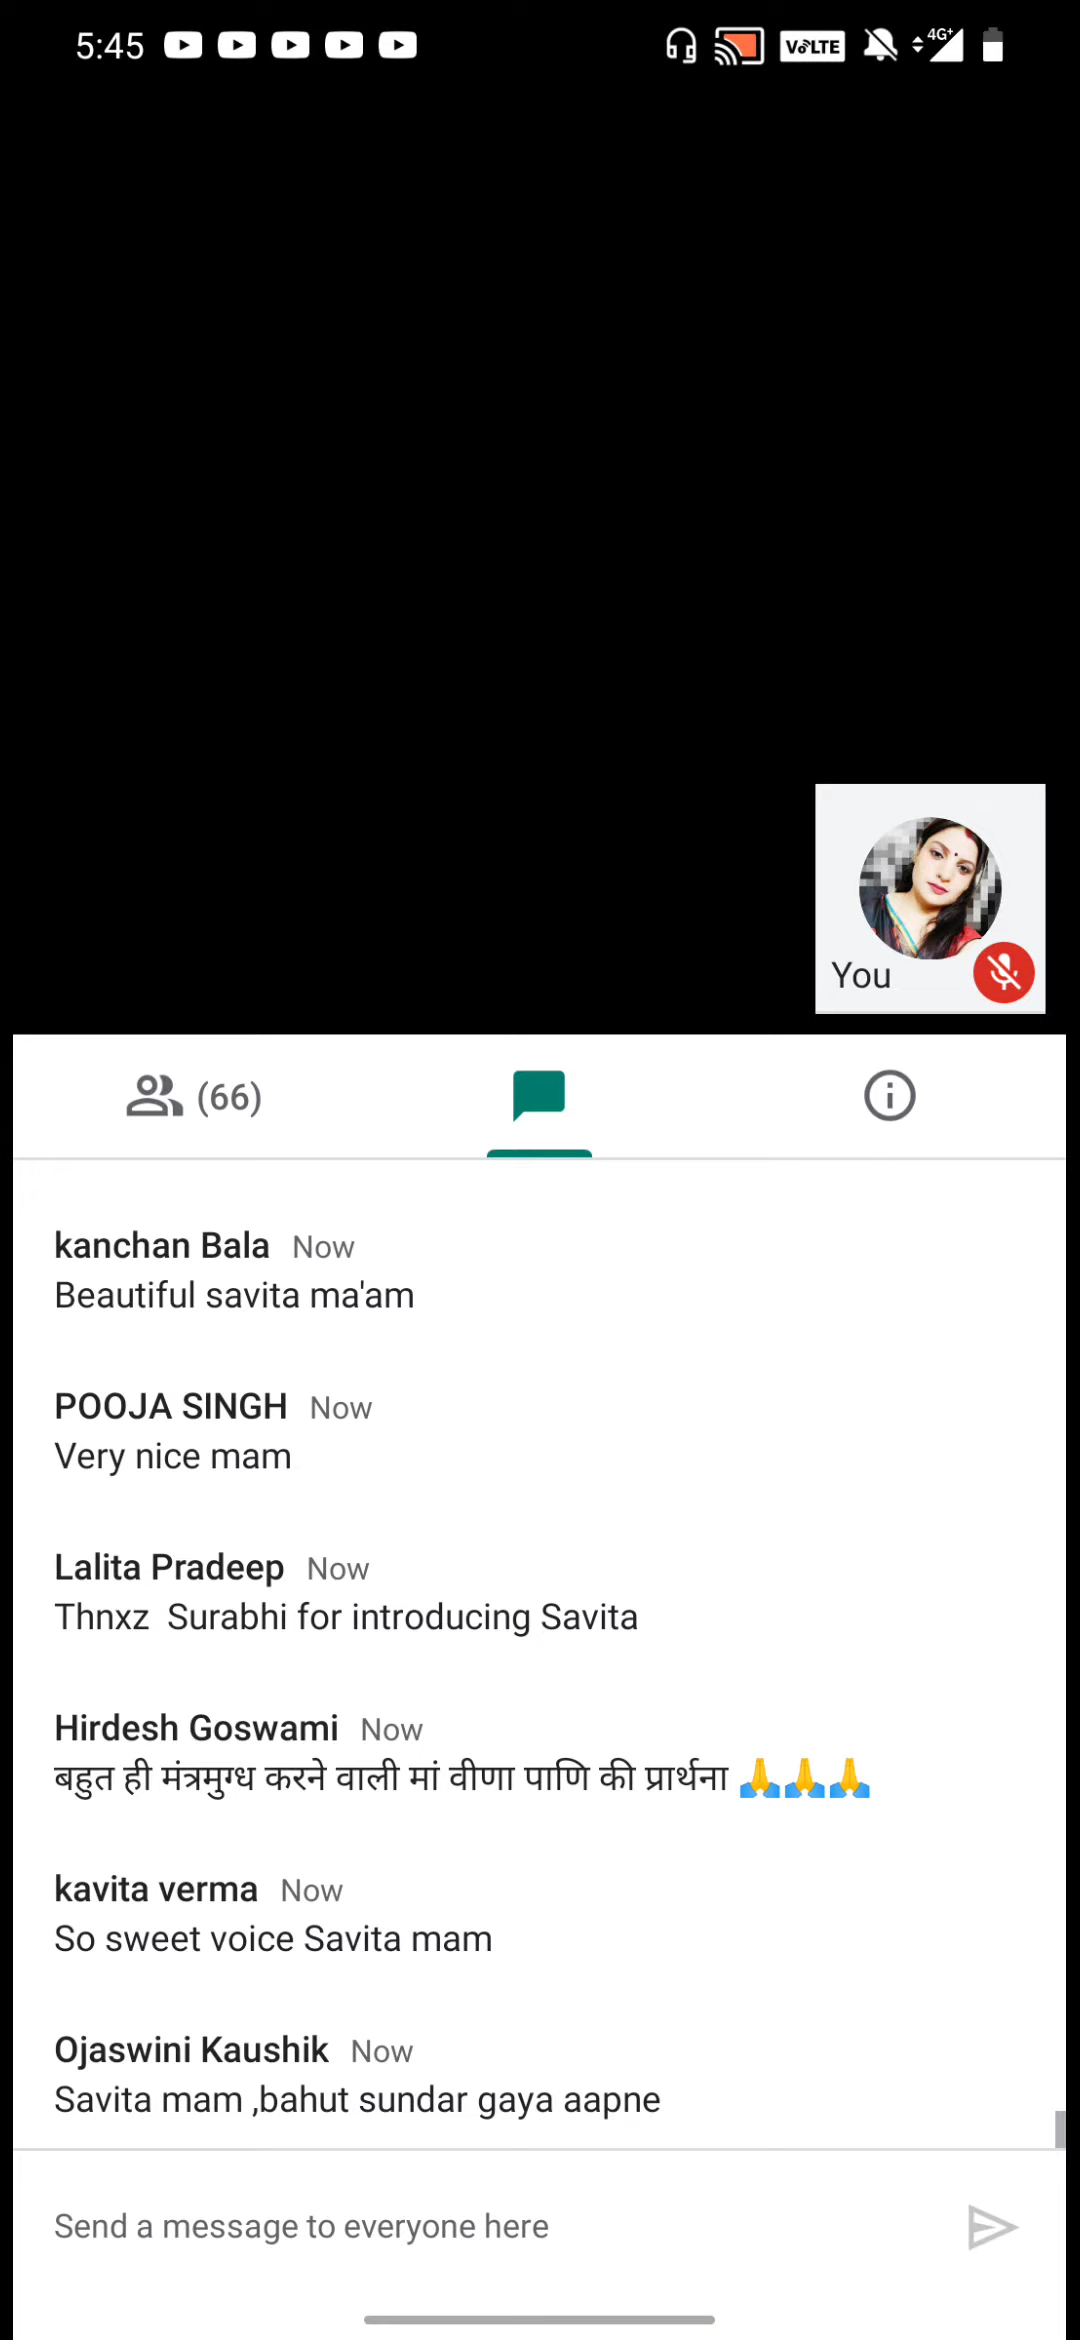 5:45
VoLTE
4G+
You
(66)
kanchan Bala Now
Beautiful savita ma'am
POOJA SINGH Now
Very nice mam
Lalita Pradeep Now
Thnxz  Surabhi for introducing Savita
Hirdesh Goswami Now
बहुत ही मंत्रमुग्ध करने वाली मां वीणा पाणि की प्रार्थना 🙏🙏🙏
kavita verma Now
So sweet voice Savita mam
Ojaswini Kaushik Now
Savita mam ,bahut sundar gaya aapne
Send a message to everyone here